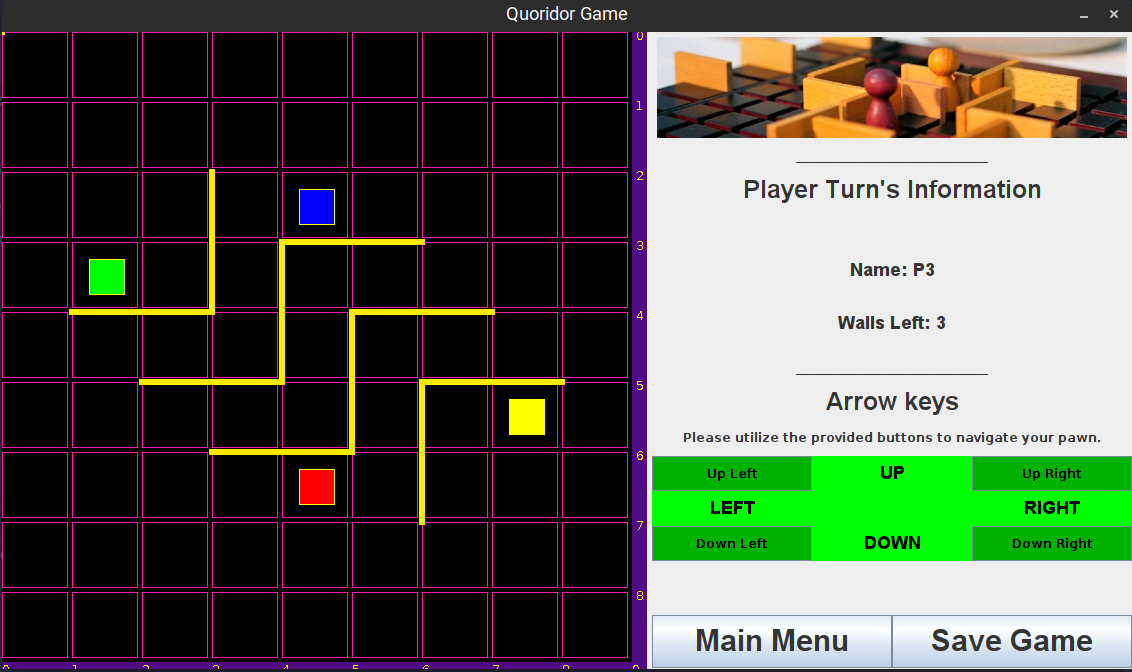 Quoridor Game
0
1
2
3
4
5
6
7
8
Player Turn's Information
Name: P3
Walls Left: 3
Arrow keys
Please utilize the provided buttons to navigate your pawn.
Up Left UP Up Right
LEFT RIGHT
Down Left DOWN Down Right
Main Menu Save Game